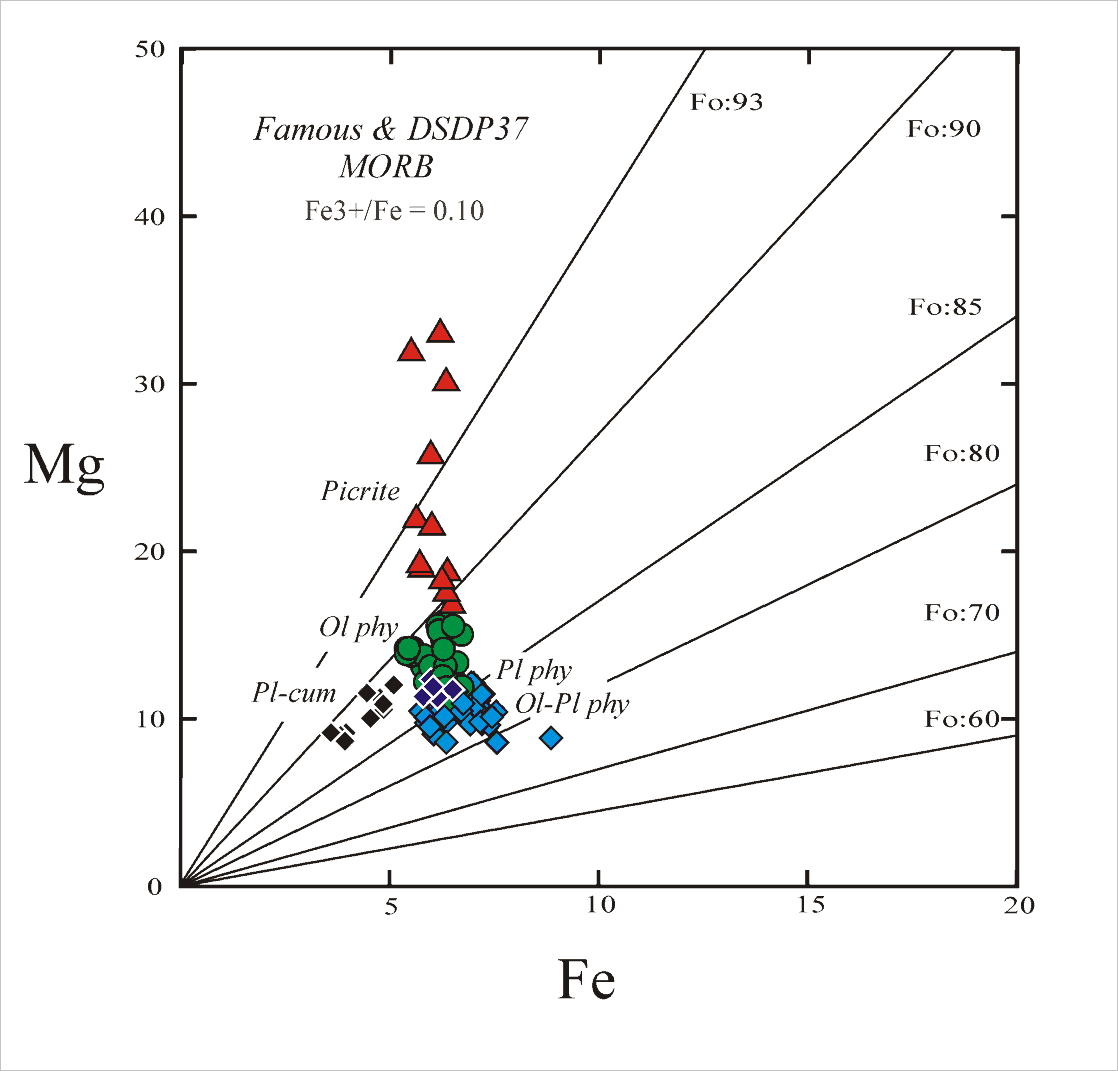 50
Famous & DSDP37
MORB
Fe3+/Fe = 0.10
Fo:93
Fo:90
40
Fo:85
30
Mg
Fo:80
Picrite
20
Fo:70
Ol phy
Pl phy
Pl-cum
Ol-Pl phy
10
Fo:60
0
5
10
15
20
Fe